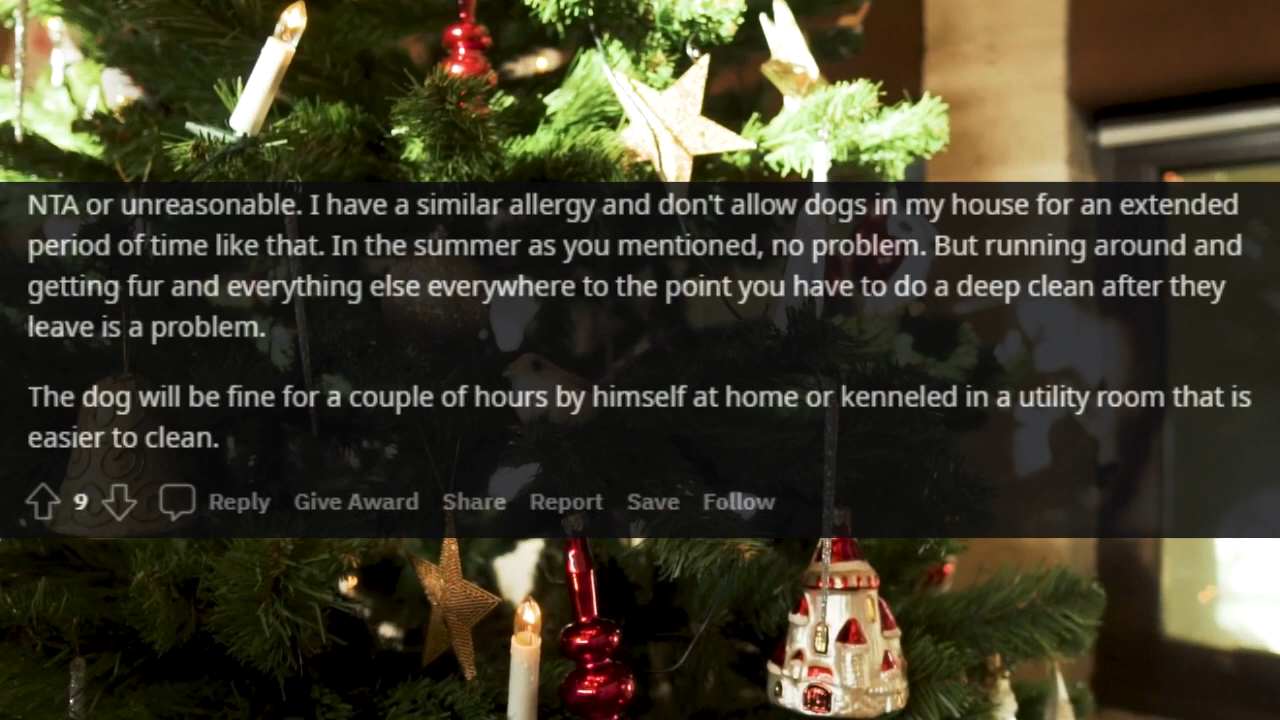 NTA or unreasonable. I have a similar allergy and don't allow dogs in my house for an extended
period of time like that. In the summer as you mentioned, no problem. But running around and
getting fur and everything else everywhere to the point you have to do a deep clean after they
leave is a problem.
The dog will be fine for a couple of hours by himself at home or kenneled in a utility room that is
easier to clean.
9 Reply Give Award Share Report Save Follow